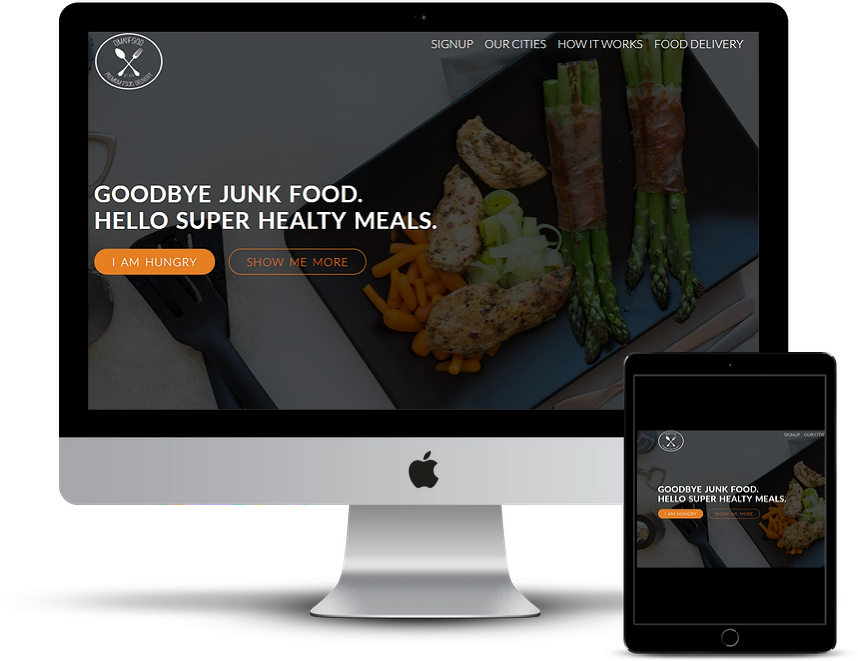 OMNIFOOD
PREMIUM FOOD DELIVERY
SIGNUP OUR CITIES HOW IT WORKS FOOD DELIVERY
GOODBYE JUNK FOOD.
HELLO SUPER HEALTY MEALS.
I AM HUNGRY SHOW ME MORE
SIGNUP OUR CITIE
GOODBYE JUNK FOOD.
HELLO SUPER HEALTY MEALS.
I AM HUNGRY SHOW ME MORE